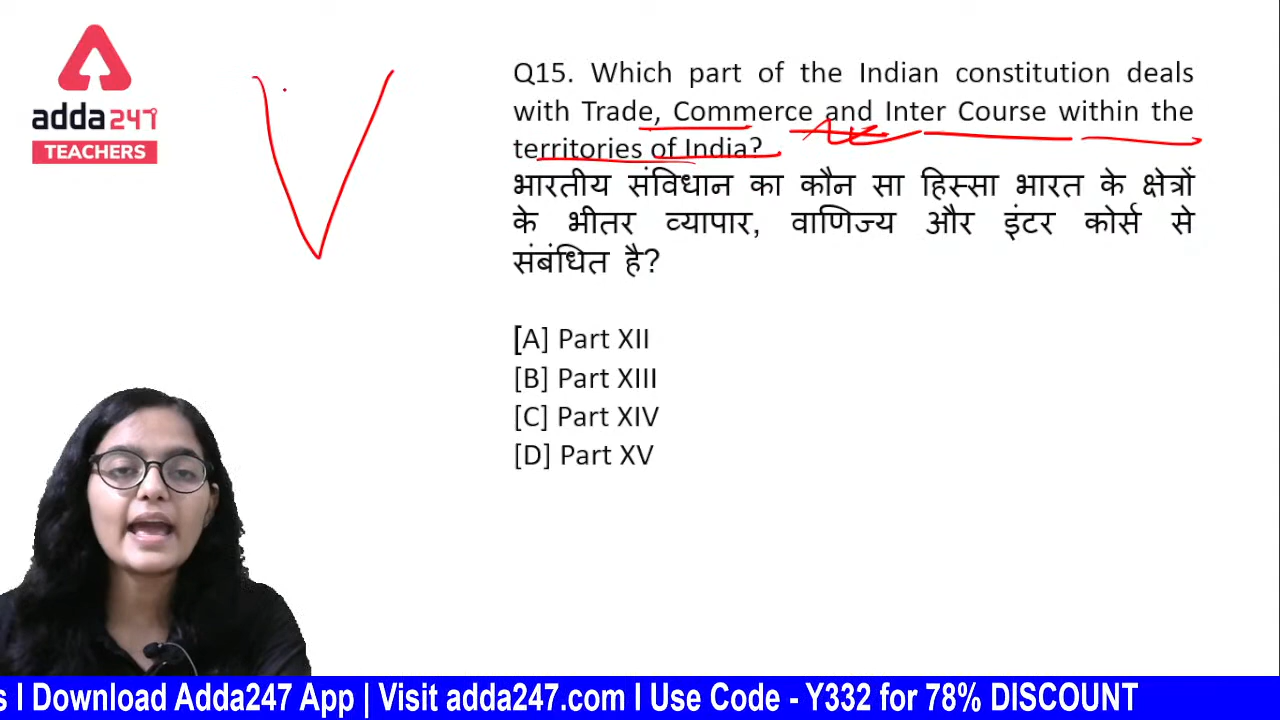 adda247
TEACHERS
Q15. Which part of the Indian constitution deals
with Trade, Commerce and Inter Course within the
territories of India?
भारतीय संविधान का कौन सा हिस्सा भारत के क्षेत्रों
के भीतर व्यापार, वाणिज्य और इंटर कोर्स से
संबंधित है?
[A] Part XII
[B] Part XIII
[C] Part XIV
[D] Part XV
s I Download Adda247 App | Visit adda247.com I Use Code - Y332 for 78% DISCOUNT